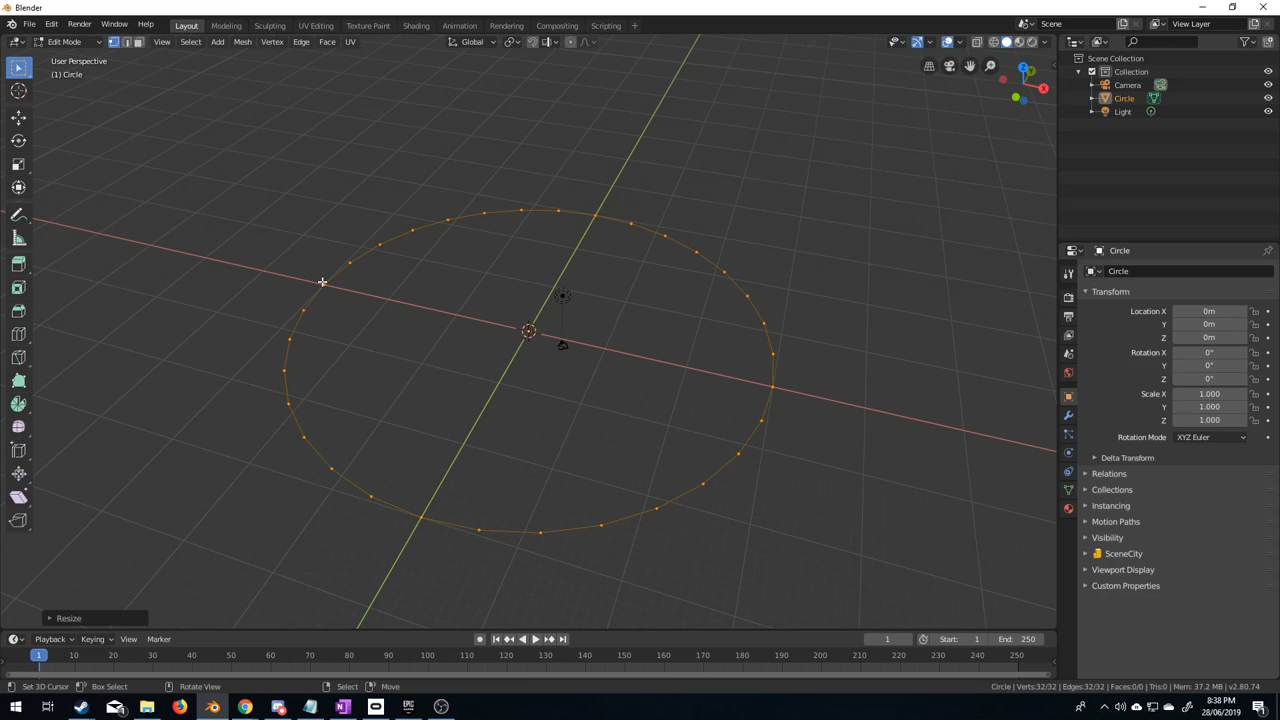 Blender
File Edit Render Window Help Layout Modeling Sculpting UV Editing Texture Paint Shading Animation Rendering Compositing Scripting + Scene View Layer
Edit Mode View Select Add Mesh Vertex Edge Face UV Global
User Perspective
(1) Circle
Scene Collection
Collection
Camera
Circle
Light
Z
X
Circle
Circle
Transform
Location X 0m
Y 0m
Z 0m
Rotation X 0°
Y 0°
Z 0°
Scale X 1.000
Y 1.000
Z 1.000
Rotation Mode XYZ Euler
Delta Transform
Relations
Collections
Instancing
Motion Paths
Visibility
SceneCity
Viewport Display
Custom Properties
Resize
Playback Keying View Marker 1 Start: 1 End: 250
1 10 20 30 40 50 60 70 80 90 100 110 120 130 140 150 160 170 180 190 200 210 220 230 240 250
Set 3D Cursor Box Select Rotate View Select Move Circle | Verts:32/32 | Edges:32/32 | Faces:0/0 | Tris:0 | Mem: 37.2 MB | v2.80.74
8:38 PM
28/06/2019